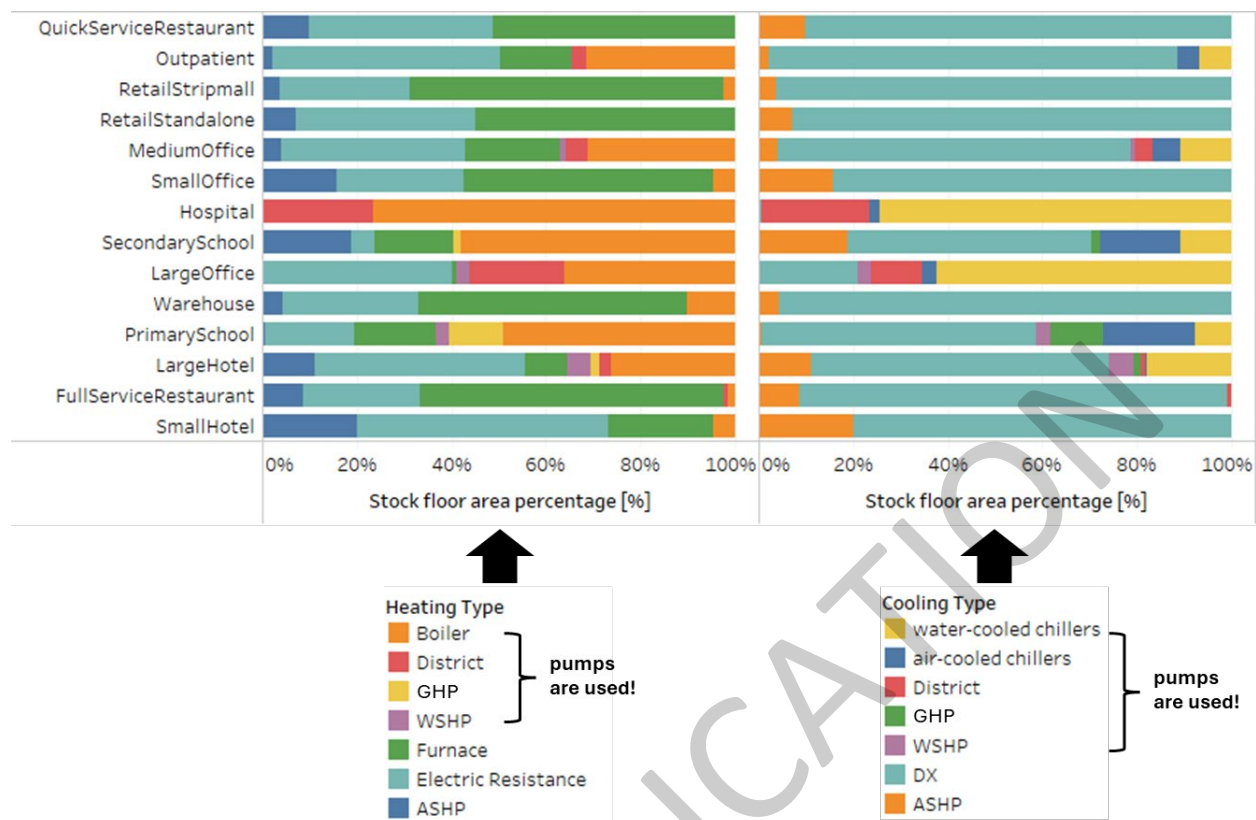 QuickServiceRestaurant
Outpatient
RetailStripmall
RetailStandalone
MediumOffice
SmallOffice
Hospital
SecondarySchool
LargeOffice
Warehouse
PrimarySchool
LargeHotel
FullServiceRestaurant
SmallHotel
0% 20% 40% 60% 80% 100% 0% 20% 40% 60% 80% 100%
Stock floor area percentage [%] Stock floor area percentage [%]
Heating Type
Boiler
District
GHP
WSHP
Furnace
Electric Resistance
ASHP
pumps
are used!
Cooling Type
water-cooled chillers
air-cooled chillers
District
GHP
WSHP
DX
ASHP
pumps
are used!
ICATION